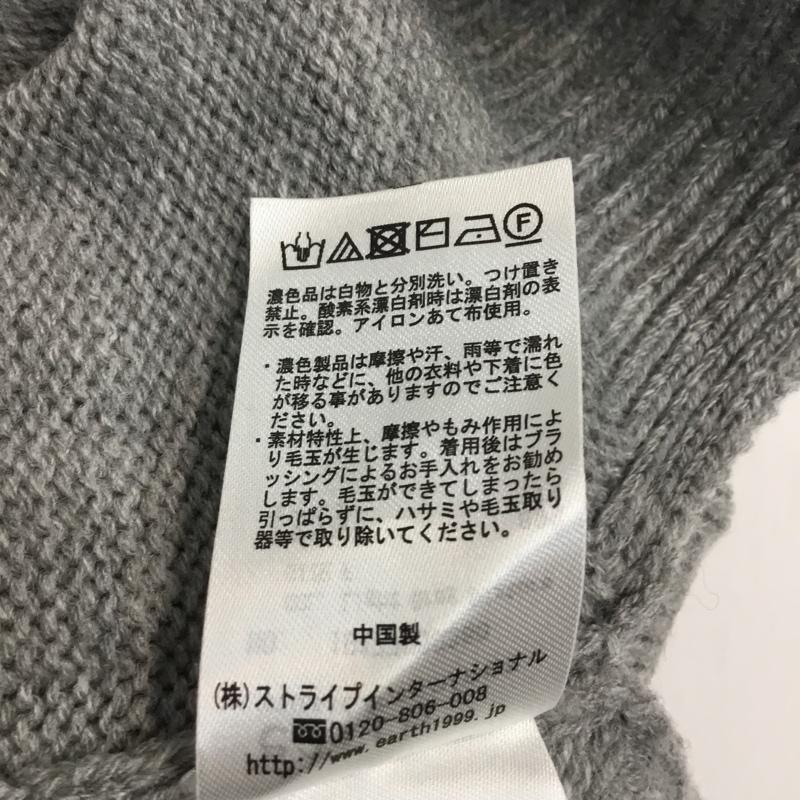 F
濃色品は白物と分別洗い。つけ置き
禁止。酸素系漂白剤時は漂白剤の表
示を確認。アイロンあて布使用。
・濃色製品は摩擦や汗、雨等で濡れ
た時などに、他の衣料や下着に色
が移る事がありますのでご注意く
ださい。
・素材特性上、摩擦やもみ作用によ
り毛玉が生じます。着用後はブラ
ッシングによるお手入れをお勧め
します。毛玉ができてしまったら
引っぱらずに、ハサミや毛玉取り
器等で取り除いてください。
中国製
(株)ストライプインターナショナル
0120-806-008
http://www.earth1999.jp